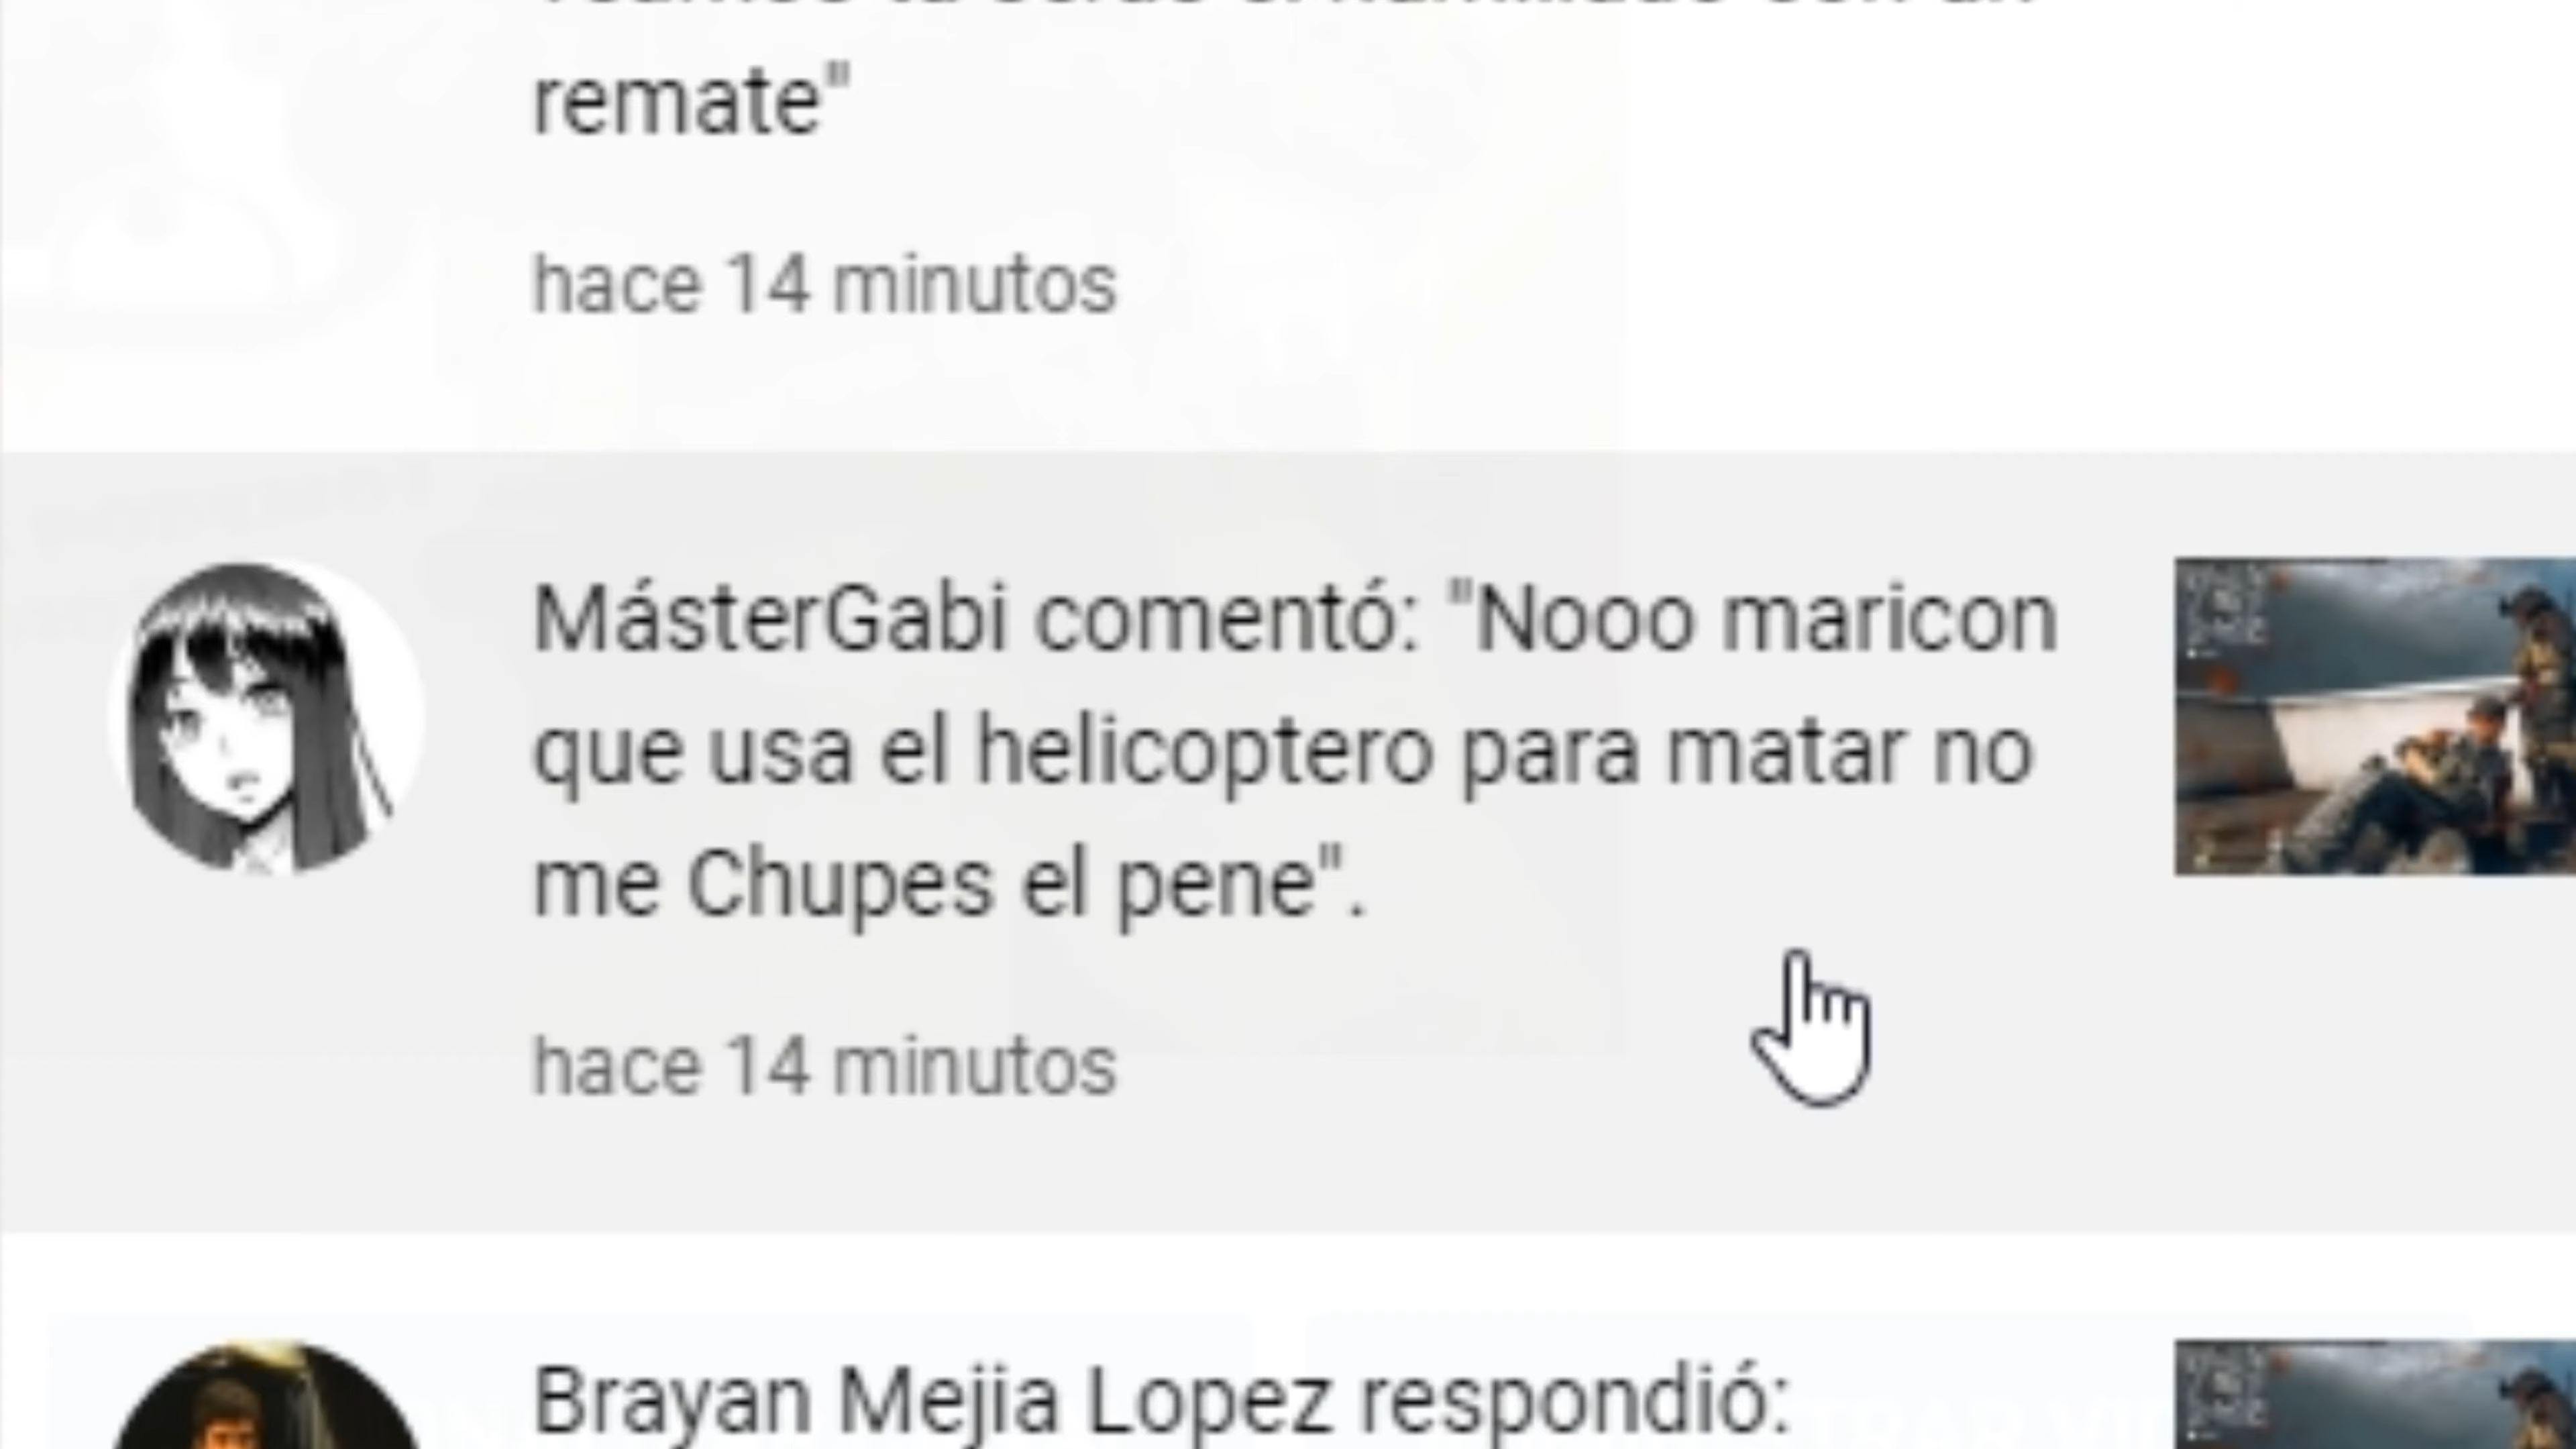 remate"
hace 14 minutos
MásterGabi comentó: "Nooo maricon
que usa el helicoptero para matar no
me Chupes el pene".
hace 14 minutos
Brayan Mejia Lopez respondió: